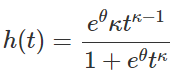 h(t) = \frac{e^{\theta} \kappa t^{\kappa-1}}{1 + e^{\theta} t^{\kappa}}